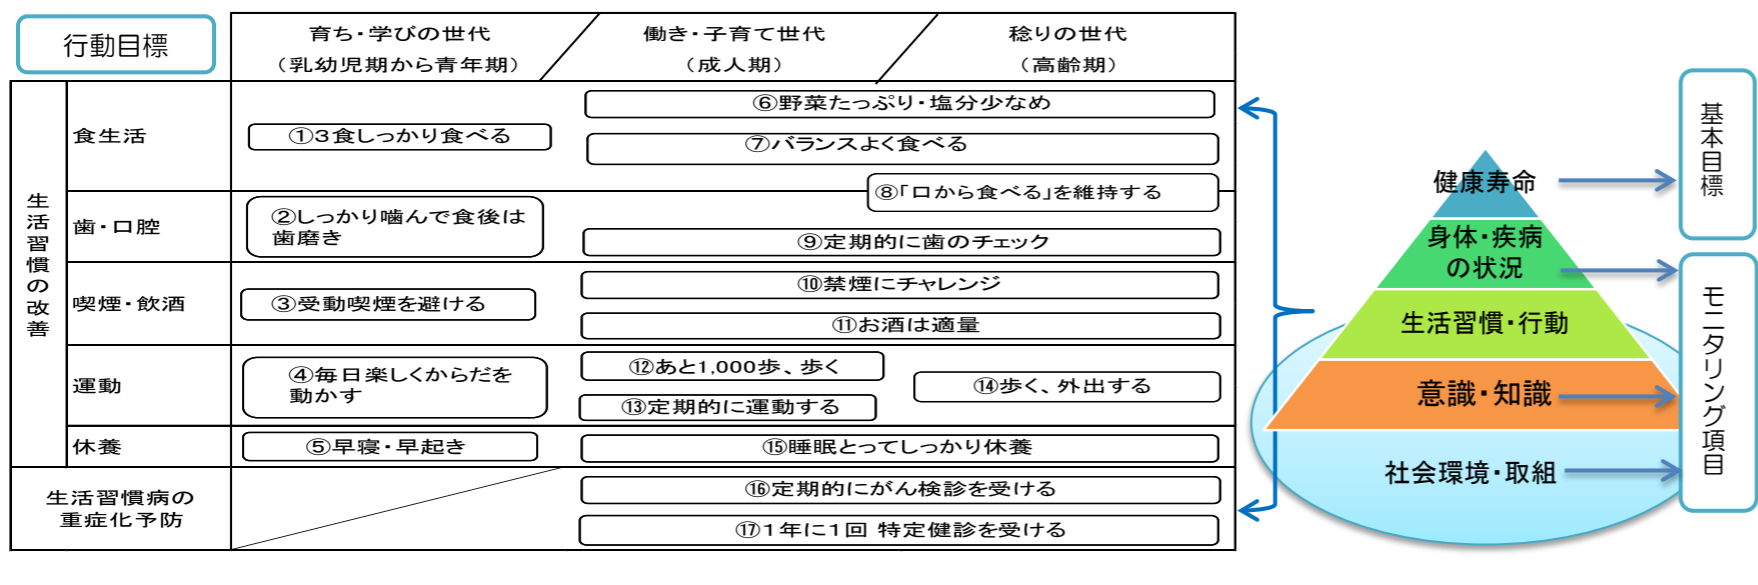 行動目標
育ち・学びの世代
（乳幼児期から青年期）
働き・子育て世代
（成人期）
稔りの世代
（高齢期）
生活習慣の改善
食生活
①３食しっかり食べる
⑥野菜たっぷり・塩分少なめ
⑦バランスよく食べる
⑧「口から食べる」を維持する
歯・口腔
②しっかり噛んで食後は
歯磨き
⑨定期的に歯のチェック
喫煙・飲酒
③受動喫煙を避ける
⑩禁煙にチャレンジ
⑪お酒は適量
運動
④毎日楽しくからだを
動かす
⑫あと1,000歩、歩く
⑬定期的に運動する
⑭歩く、外出する
休養
⑤早寝・早起き
⑮睡眠とってしっかり休養
生活習慣病の
重症化予防
⑯定期的にがん検診を受ける
⑰１年に１回 特定健診を受ける
健康寿命
身体・疾病
の状況
生活習慣・行動
意識・知識
社会環境・取組
基本目標
モニタリング項目